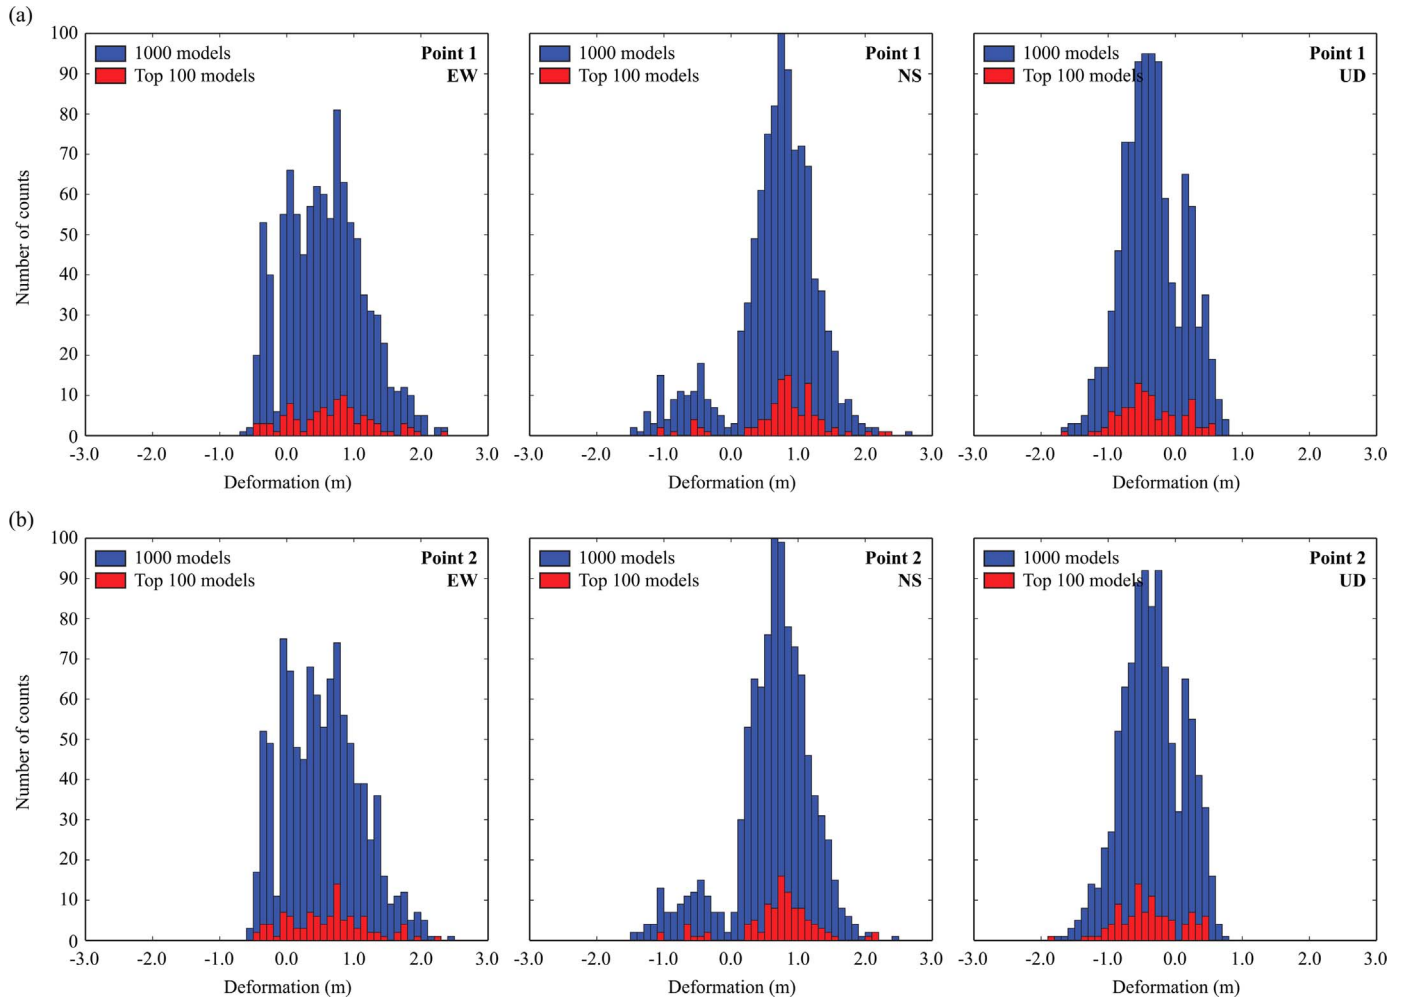 (a)
100
90
80
70
60
50
40
30
20
10
0
Number of counts
1000 models
Top 100 models
Point 1
EW
-3.0 -2.0 -1.0 0.0 1.0 2.0 3.0
Deformation (m)
1000 models
Top 100 models
Point 1
NS
-3.0 -2.0 -1.0 0.0 1.0 2.0 3.0
Deformation (m)
1000 models
Top 100 models
Point 1
UD
-3.0 -2.0 -1.0 0.0 1.0 2.0 3.0
Deformation (m)
(b)
100
90
80
70
60
50
40
30
20
10
0
Number of counts
1000 models
Top 100 models
Point 2
EW
-3.0 -2.0 -1.0 0.0 1.0 2.0 3.0
Deformation (m)
1000 models
Top 100 models
Point 2
NS
-3.0 -2.0 -1.0 0.0 1.0 2.0 3.0
Deformation (m)
1000 models
Top 100 models
Point 2
UD
-3.0 -2.0 -1.0 0.0 1.0 2.0 3.0
Deformation (m)